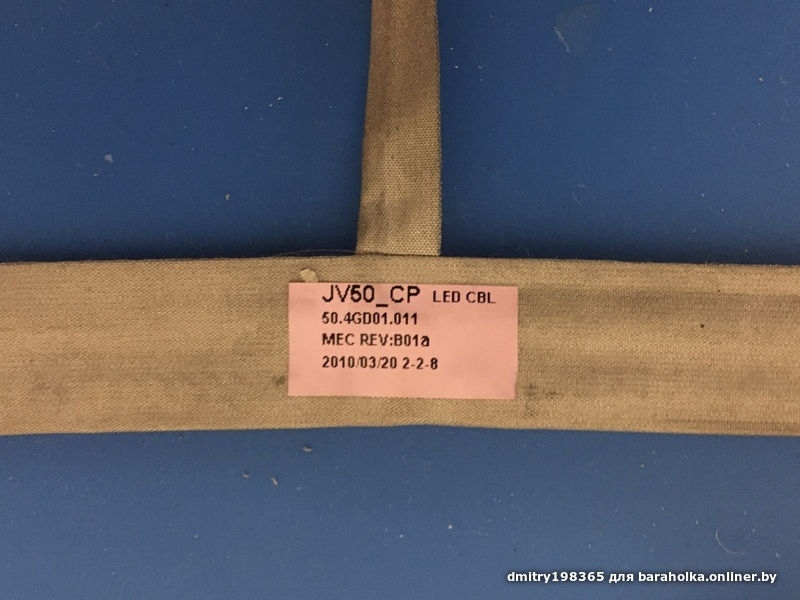 JV50_CP LED CBL
50.4GD01.011
MEC REV:B01a
2010/03/20 2-2-8
dmitry198365 для baraholka.onliner.by